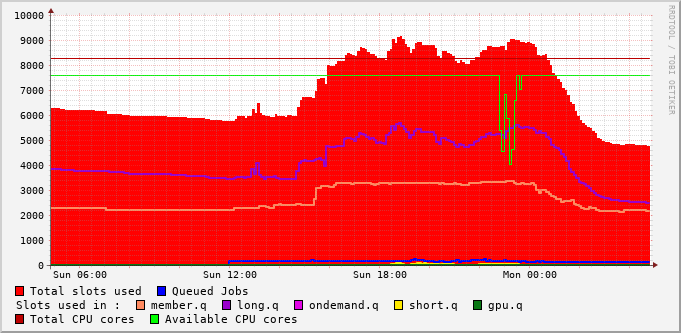 10000
9000
8000
7000
6000
5000
4000
3000
2000
1000
0
Sun 06:00 Sun 12:00 Sun 18:00 Mon 00:00
RRDTOOL / TOBI OETIKER
Total slots used Queued Jobs
Slots used in : member.q long.q ondemand.q short.q gpu.q
Total CPU cores Available CPU cores